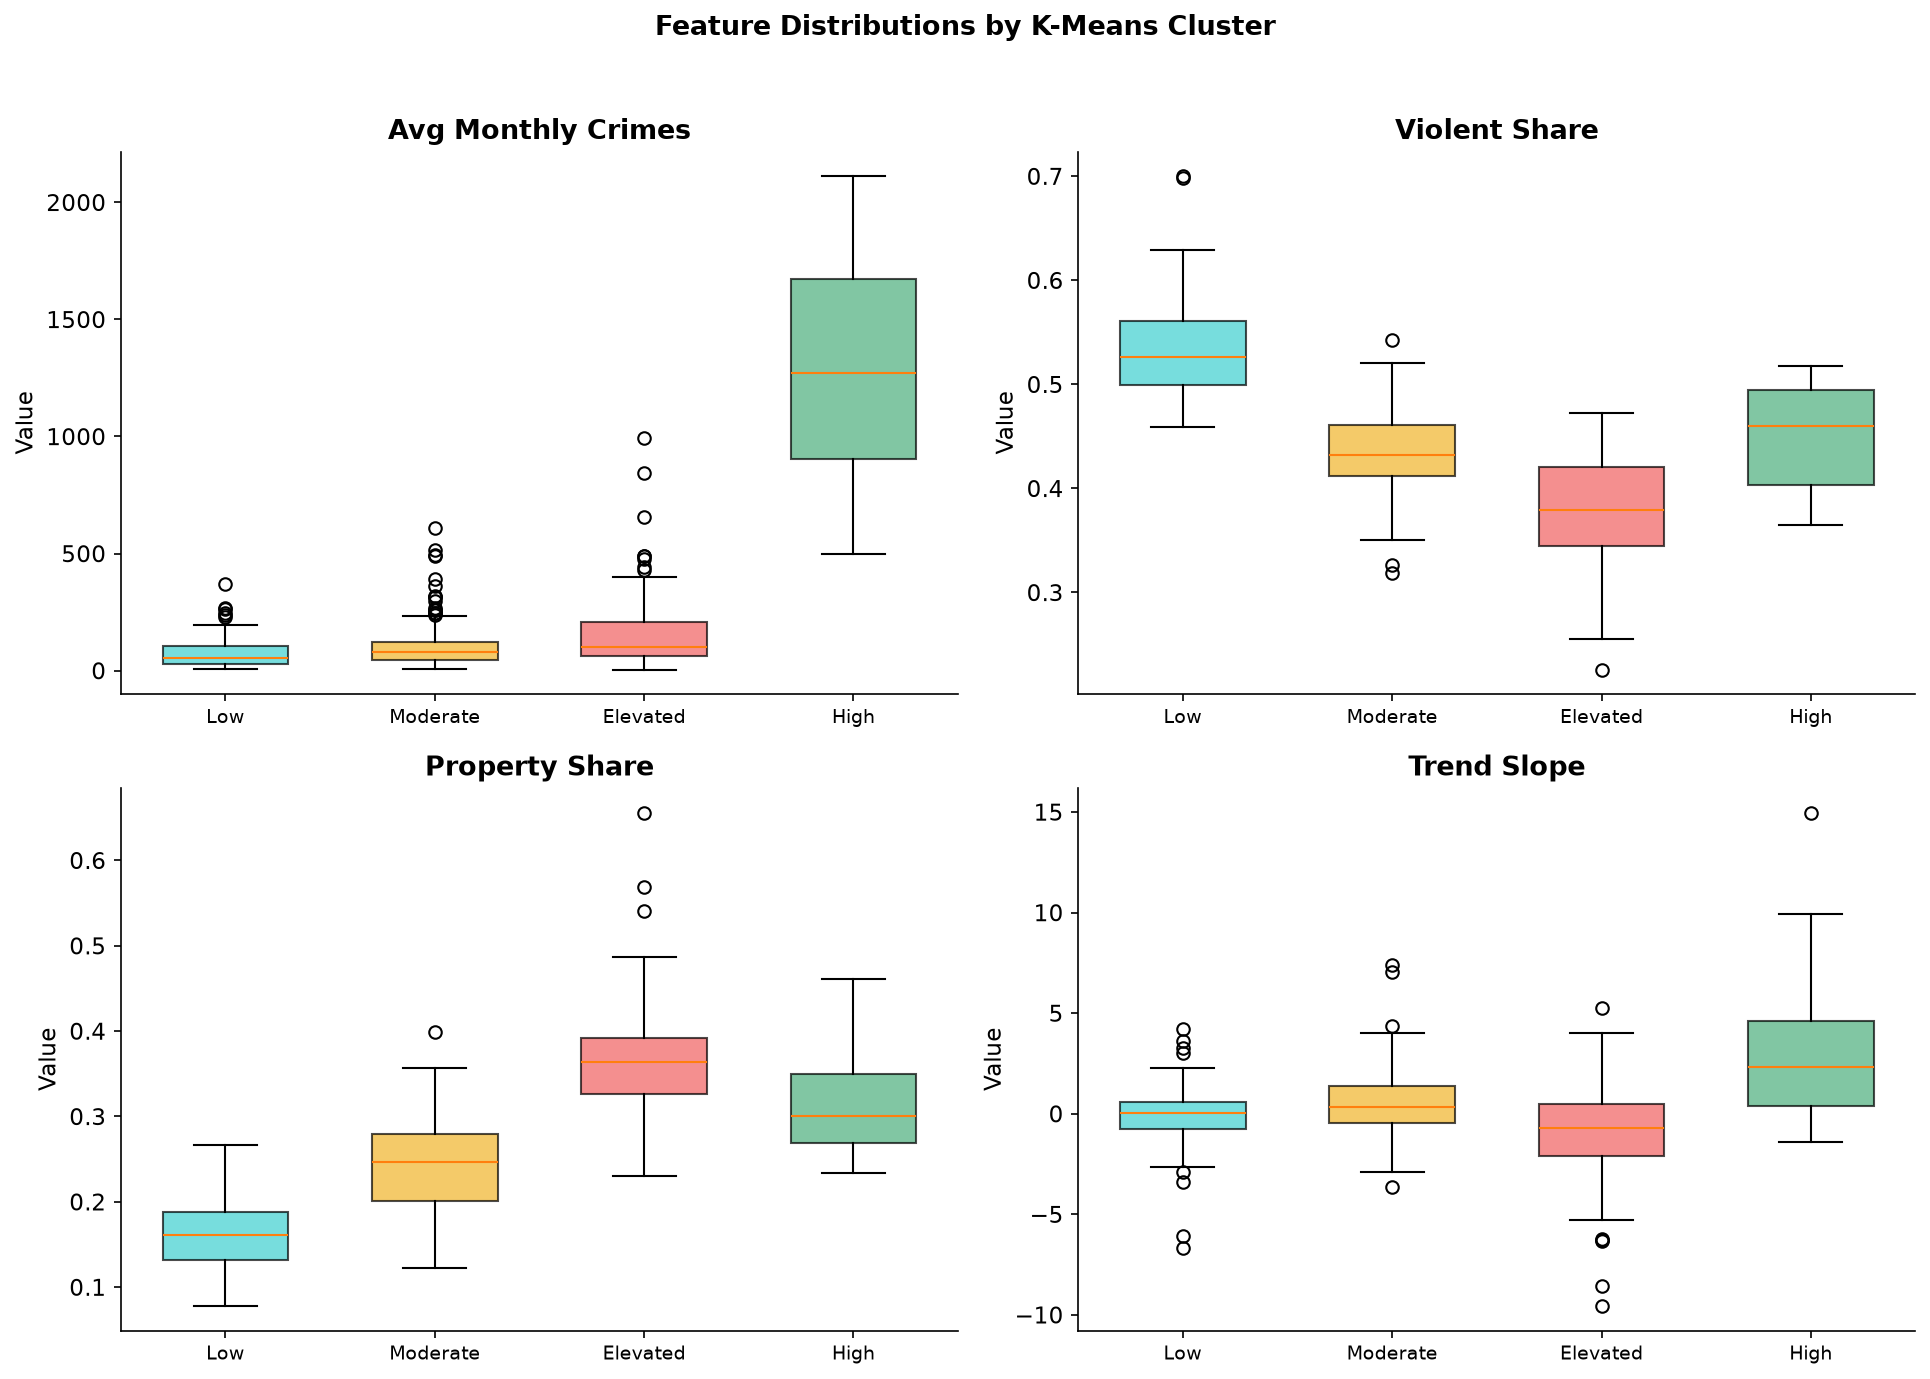 Feature Distributions by K-Means Cluster
Avg Monthly Crimes
Value
2000
1500
1000
500
0
Low Moderate Elevated High
Violent Share
Value
0.7
0.6
0.5
0.4
0.3
Low Moderate Elevated High
Property Share
Value
0.6
0.5
0.4
0.3
0.2
0.1
Low Moderate Elevated High
Trend Slope
Value
15
10
5
0
−5
−10
Low Moderate Elevated High